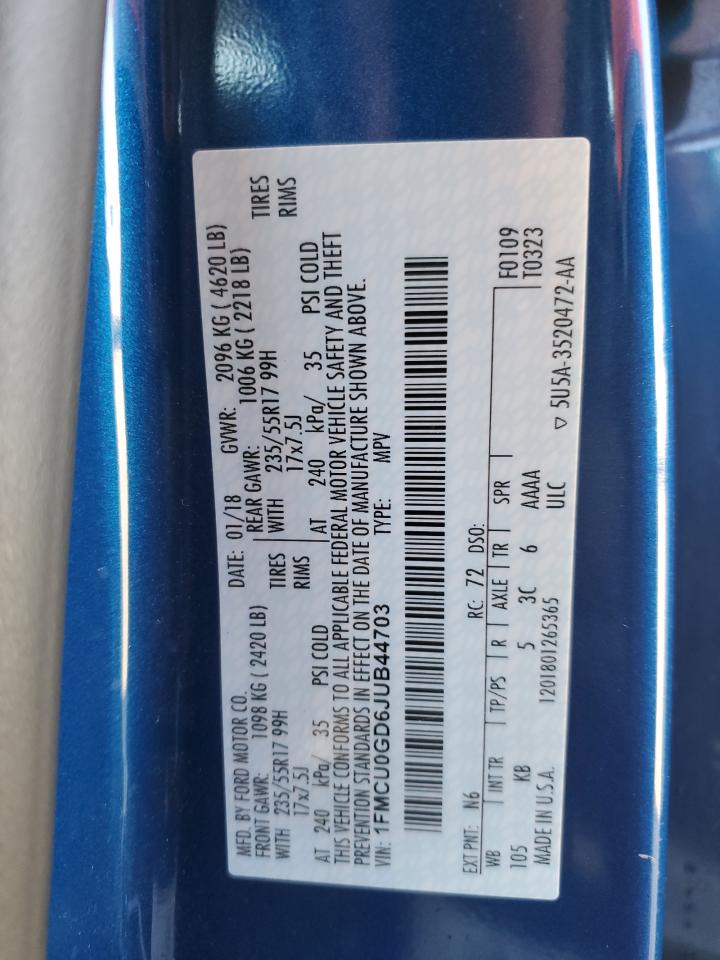 MFD. BY FORD MOTOR CO.
DATE: 01/18 GVWR: 2096 KG ( 4620 LB)
FRONT GAWR: 1098 KG ( 2420 LB) REAR GAWR: 1006 KG ( 2218 LB)
WITH 235/55R17 99H TIRES WITH 235/55R17 99H TIRES
17x7.5J RIMS 17x7.5J RIMS
AT 240 kPa/ 35 PSI COLD AT 240 kPa/ 35 PSI COLD
THIS VEHICLE CONFORMS TO ALL APPLICABLE FEDERAL MOTOR VEHICLE SAFETY AND THEFT
PREVENTION STANDARDS IN EFFECT ON THE DATE OF MANUFACTURE SHOWN ABOVE.
VIN: 1FMCU0GD6JUB44703 TYPE: MPV
EXT PNT: N6 RC: 72 DSO:
F0109
WB INT TR TP/PS R AXLE TR SPR T0323
105 KB 5 3C 6 AAAA
MADE IN U.S.A. 1201801265365 ULC ▽ 5U5A-3520472-AA